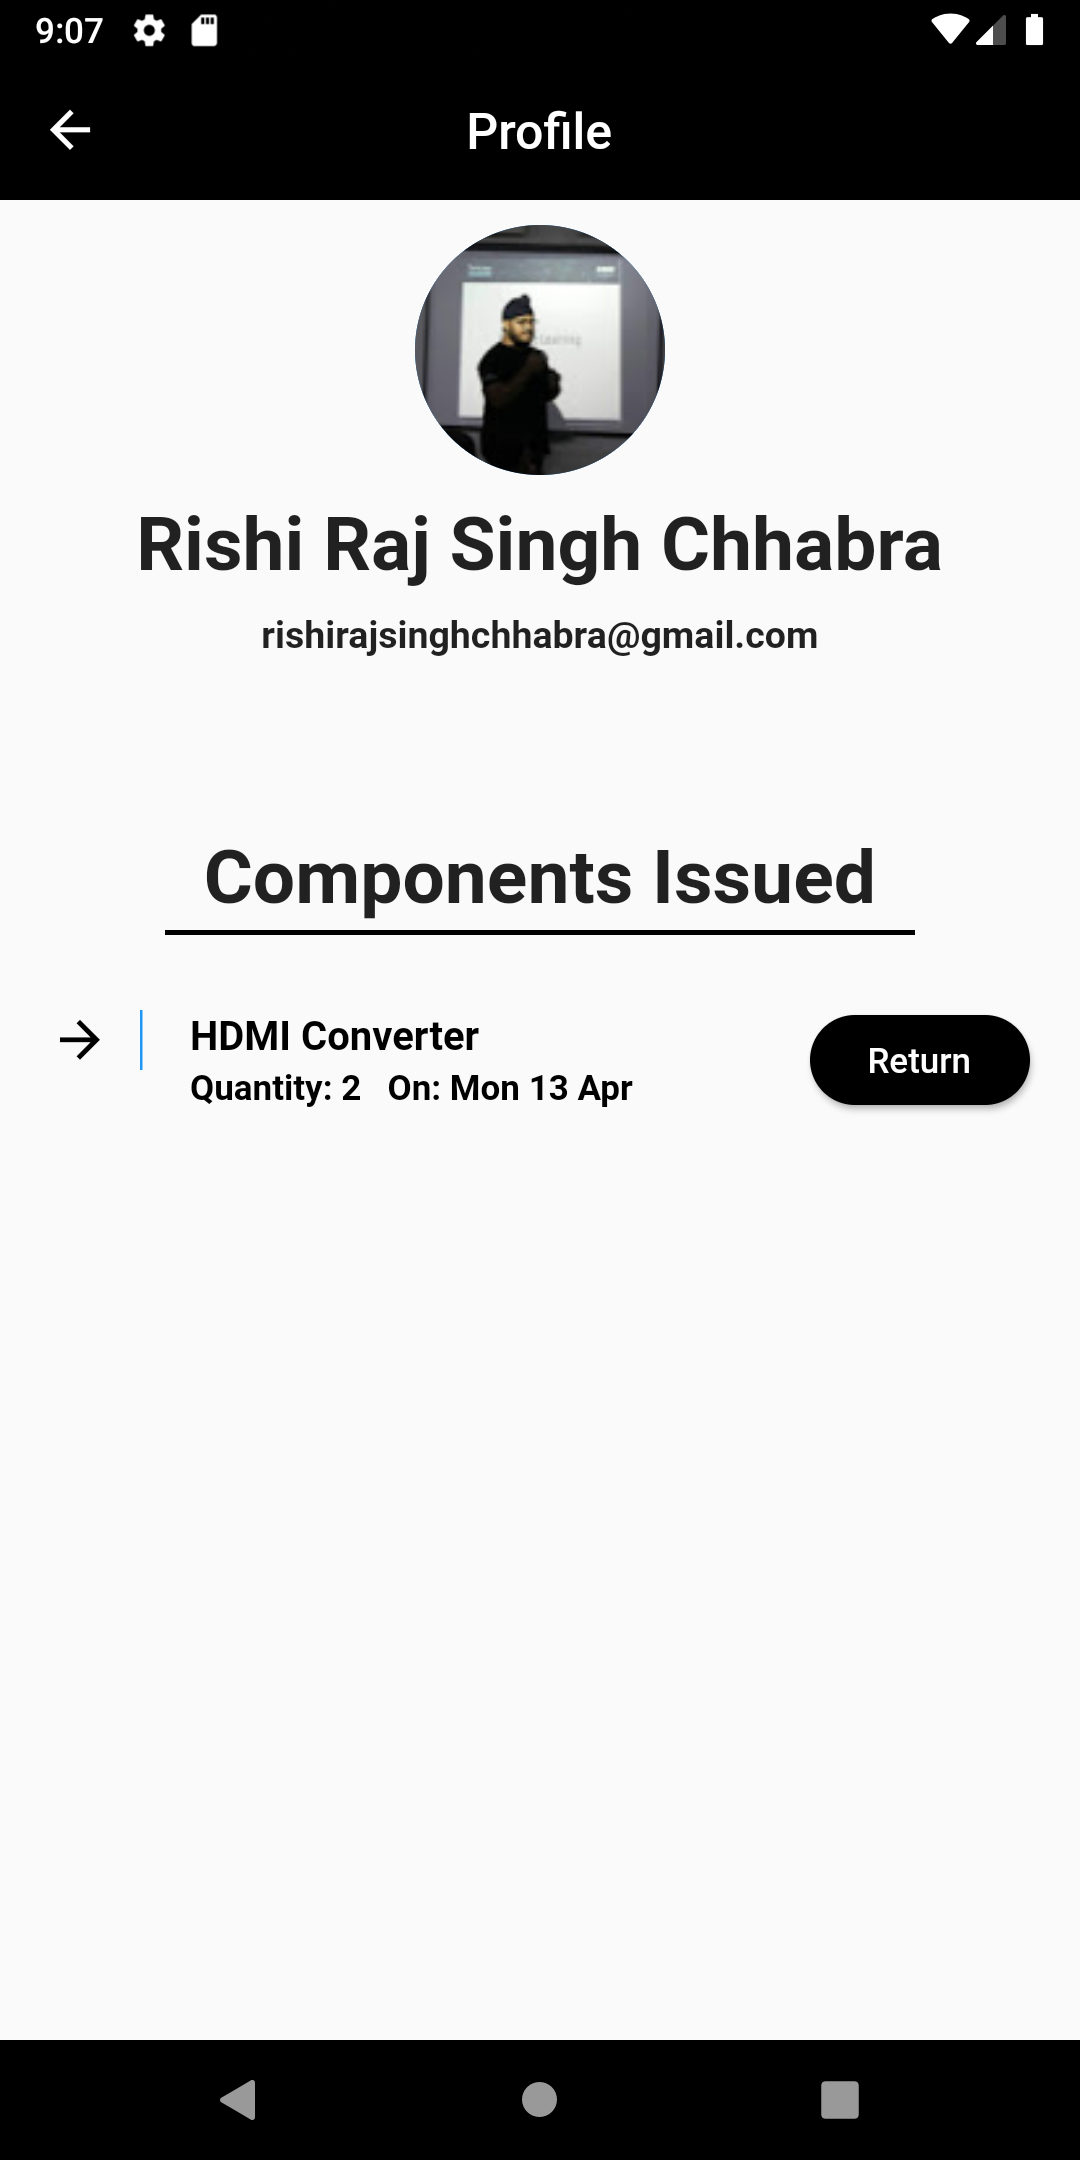 9:07
Profile
Rishi Raj Singh Chhabra
rishirajsinghchhabra@gmail.com
Components Issued
HDMI Converter
Return
Quantity: 2 On: Mon 13 Apr